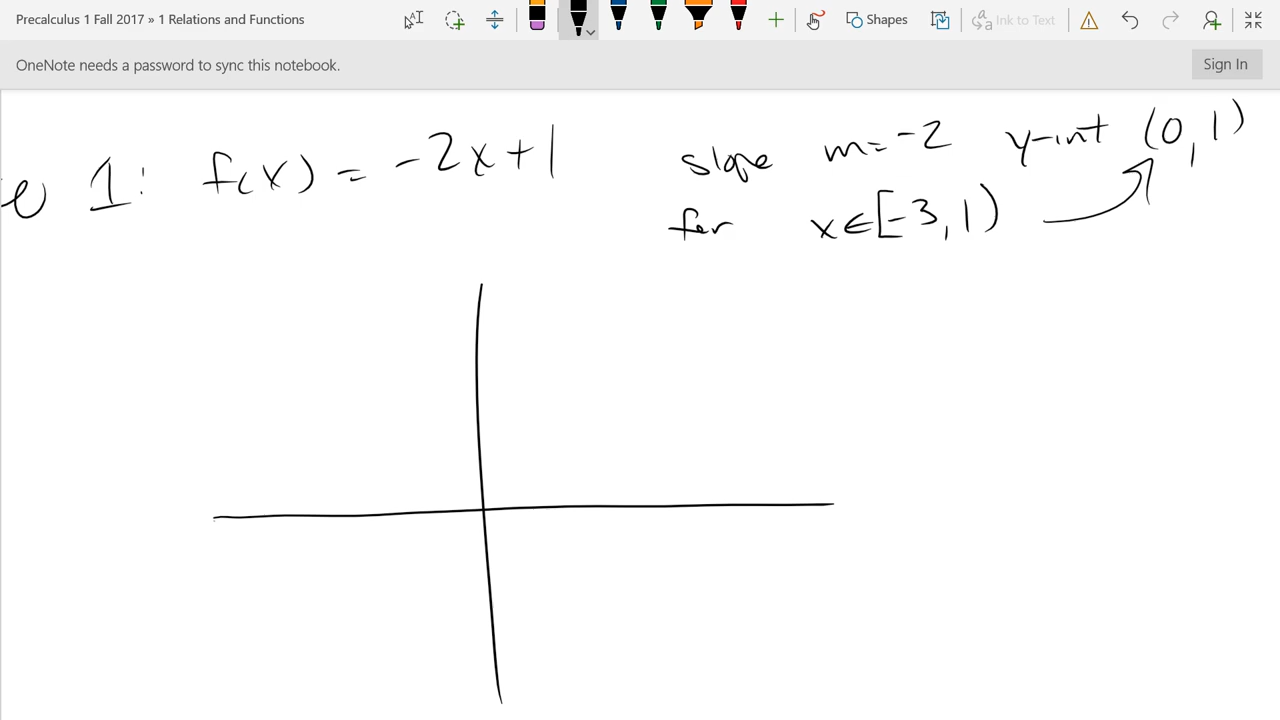 Precalculus 1 Fall 2017 » 1 Relations and Functions
Shapes
Ink to Text
OneNote needs a password to sync this notebook.
Sign In
1: f(x) = -2x+1
slope m=-2 y-int (0,1)
for x∈[-3,1)